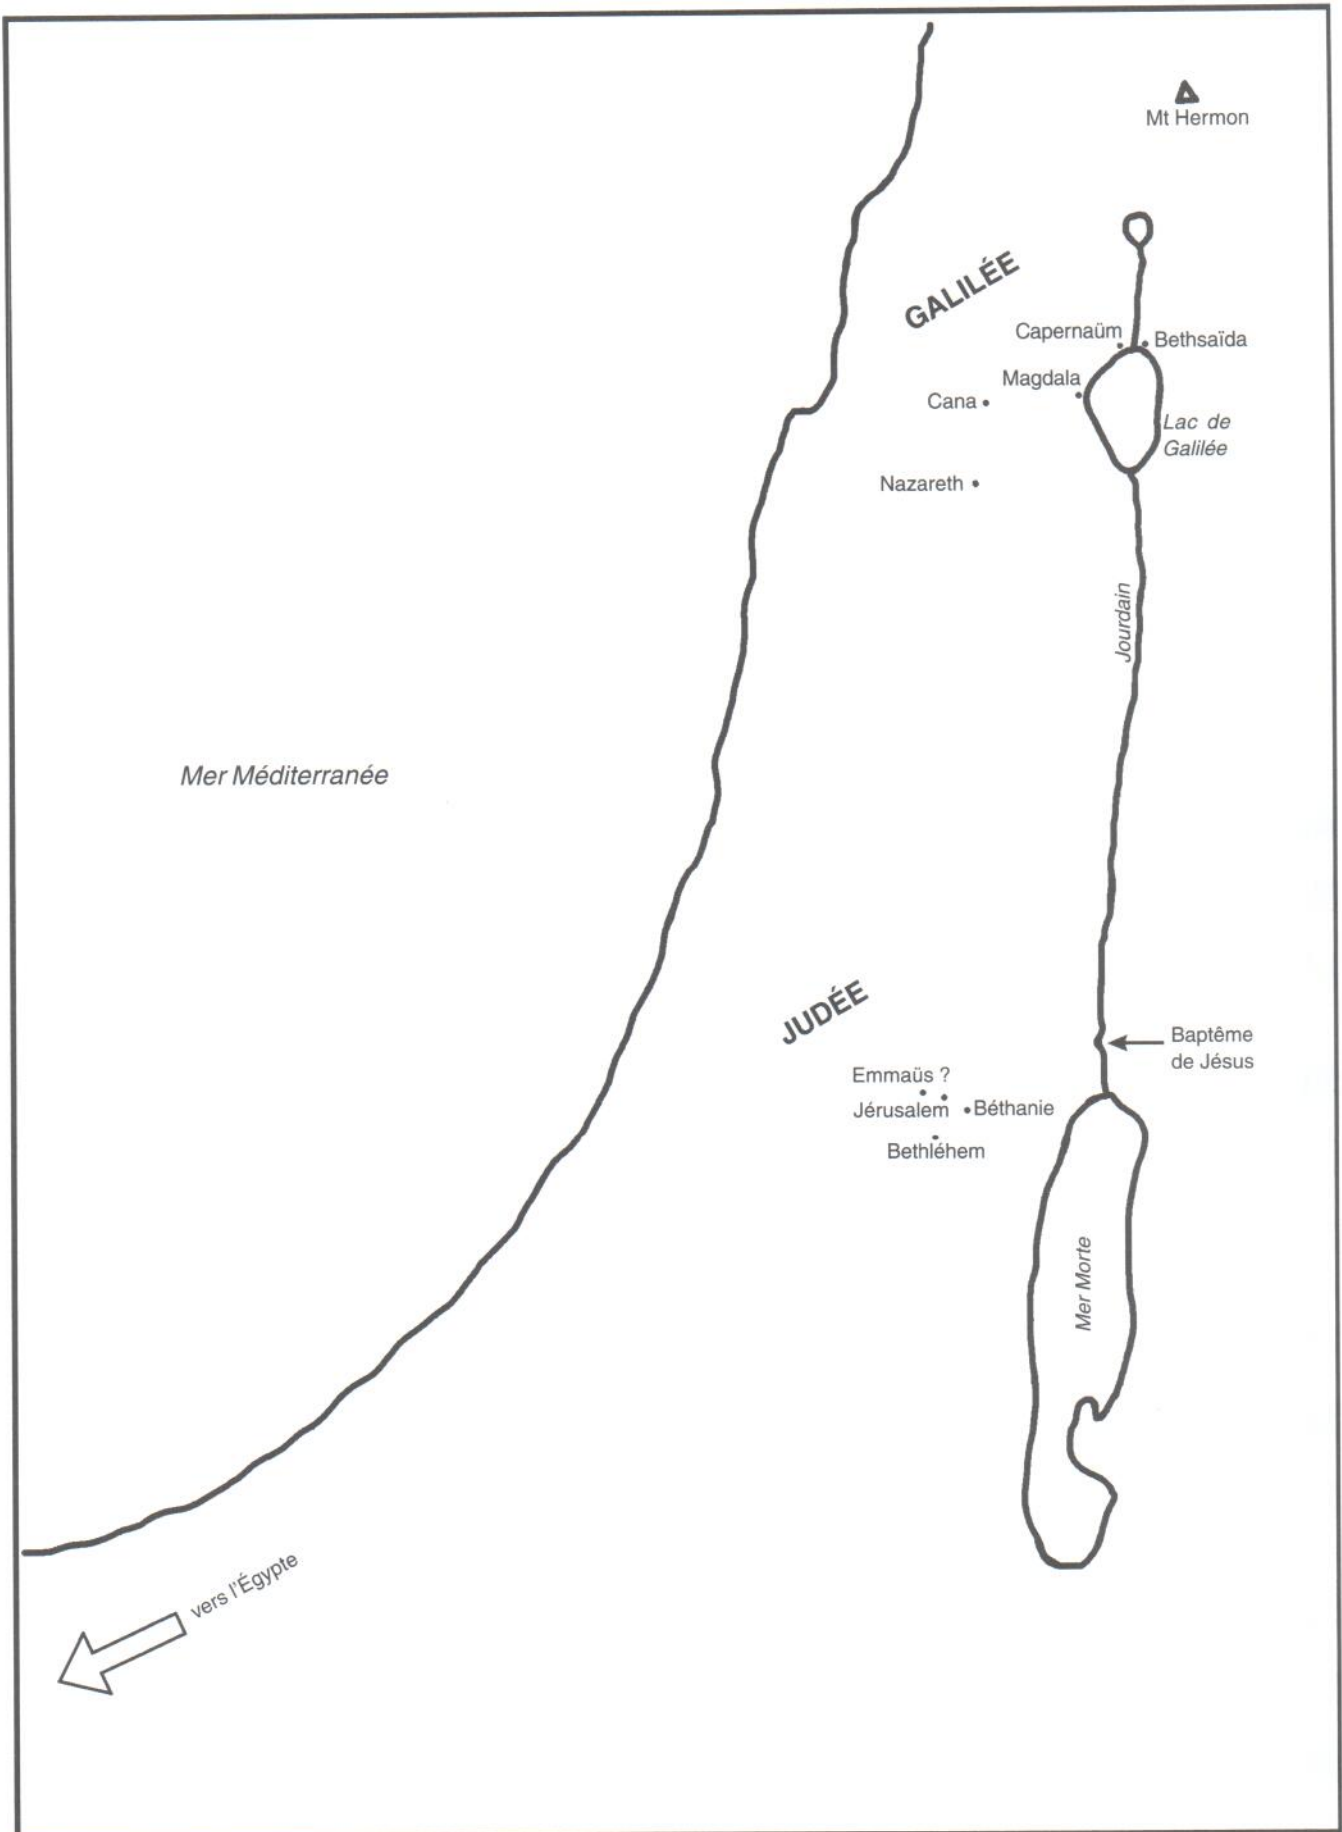 Mt Hermon
GALILÉE
Capernaüm
Bethsaïda
Magdala
Cana
Lac de
Galilée
Nazareth
Jourdain
Mer Méditerranée
JUDÉE
Baptême
de Jésus
Emmaüs ?
Jérusalem
Béthanie
Bethléhem
Mer Morte
vers l'Égypte